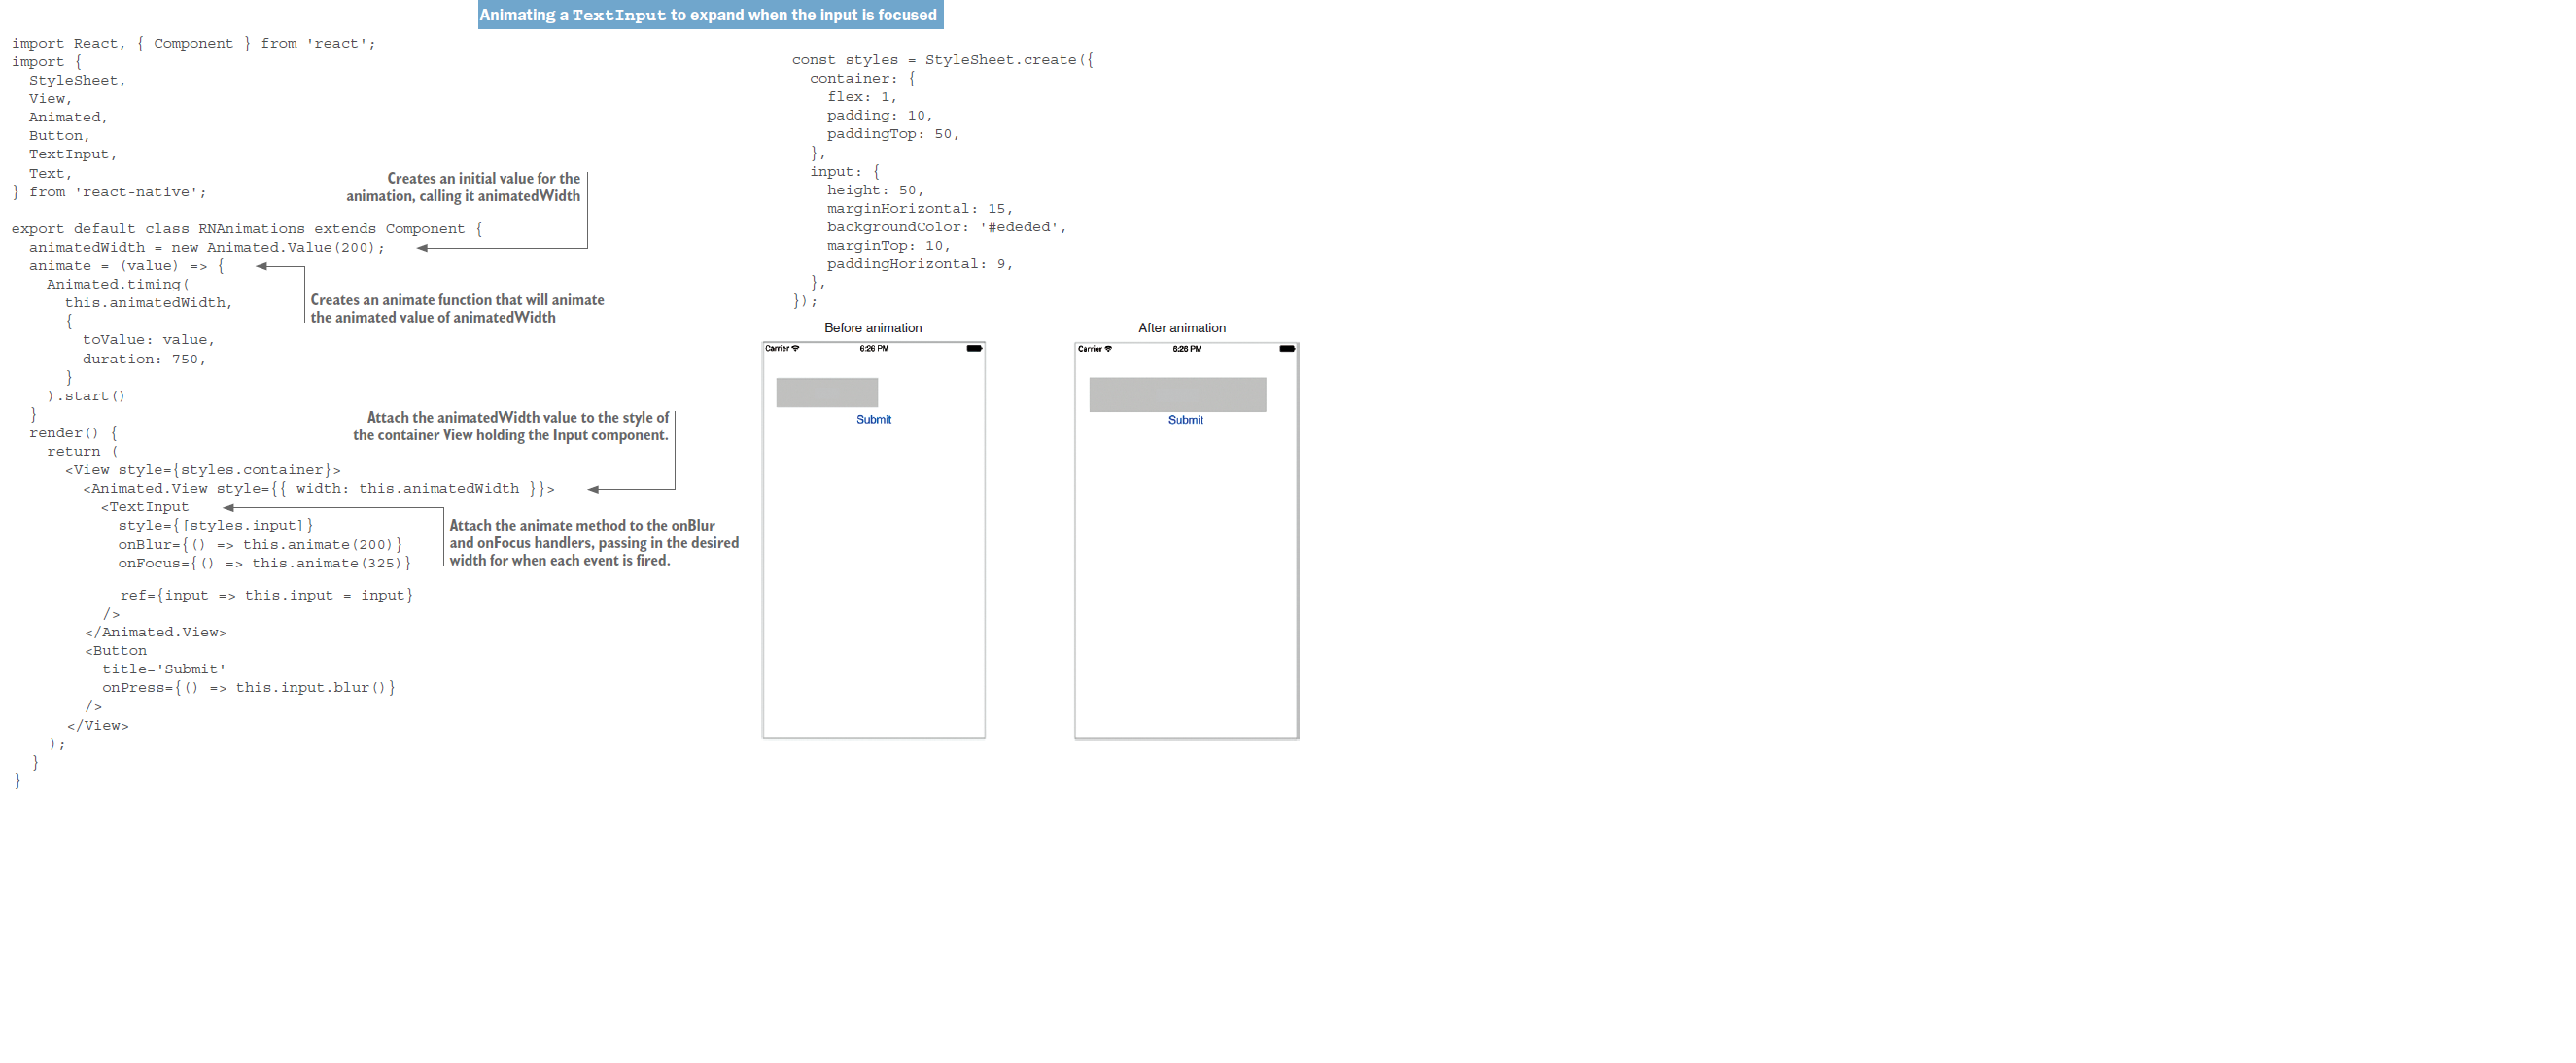 Animating a TextInput to expand when the input is focused
import React, { Component } from 'react';
import {
  StyleSheet,
  View,
  Animated,
  Button,
  TextInput,
  Text,
} from 'react-native';
Creates an initial value for the
animation, calling it animatedWidth
export default class RNAnimations extends Component {
  animatedWidth = new Animated.Value(200);
  animate = (value) => {
    Animated.timing(
      this.animatedWidth,
      {
        toValue: value,
        duration: 750,
      }
    ).start()
  }
Creates an animate function that will animate
the animated value of animatedWidth
  render() {
    return (
      <View style={styles.container}>
        <Animated.View style={{ width: this.animatedWidth }}>
Attach the animatedWidth value to the style of
the container View holding the Input component.
          <TextInput
            style={[styles.input]}
            onBlur={() => this.animate(200)}
            onFocus={() => this.animate(325)}
Attach the animate method to the onBlur
and onFocus handlers, passing in the desired
width for when each event is fired.
            ref={input => this.input = input}
          />
        </Animated.View>
        <Button
          title='Submit'
          onPress={() => this.input.blur()}
        />
      </View>
    );
  }
}
const styles = StyleSheet.create({
  container: {
    flex: 1,
    padding: 10,
    paddingTop: 50,
  },
  input: {
    height: 50,
    marginHorizontal: 15,
    backgroundColor: '#ededed',
    marginTop: 10,
    paddingHorizontal: 9,
  },
});
Before animation
Carrier 6:26 PM
Submit
After animation
Carrier 6:26 PM
Submit